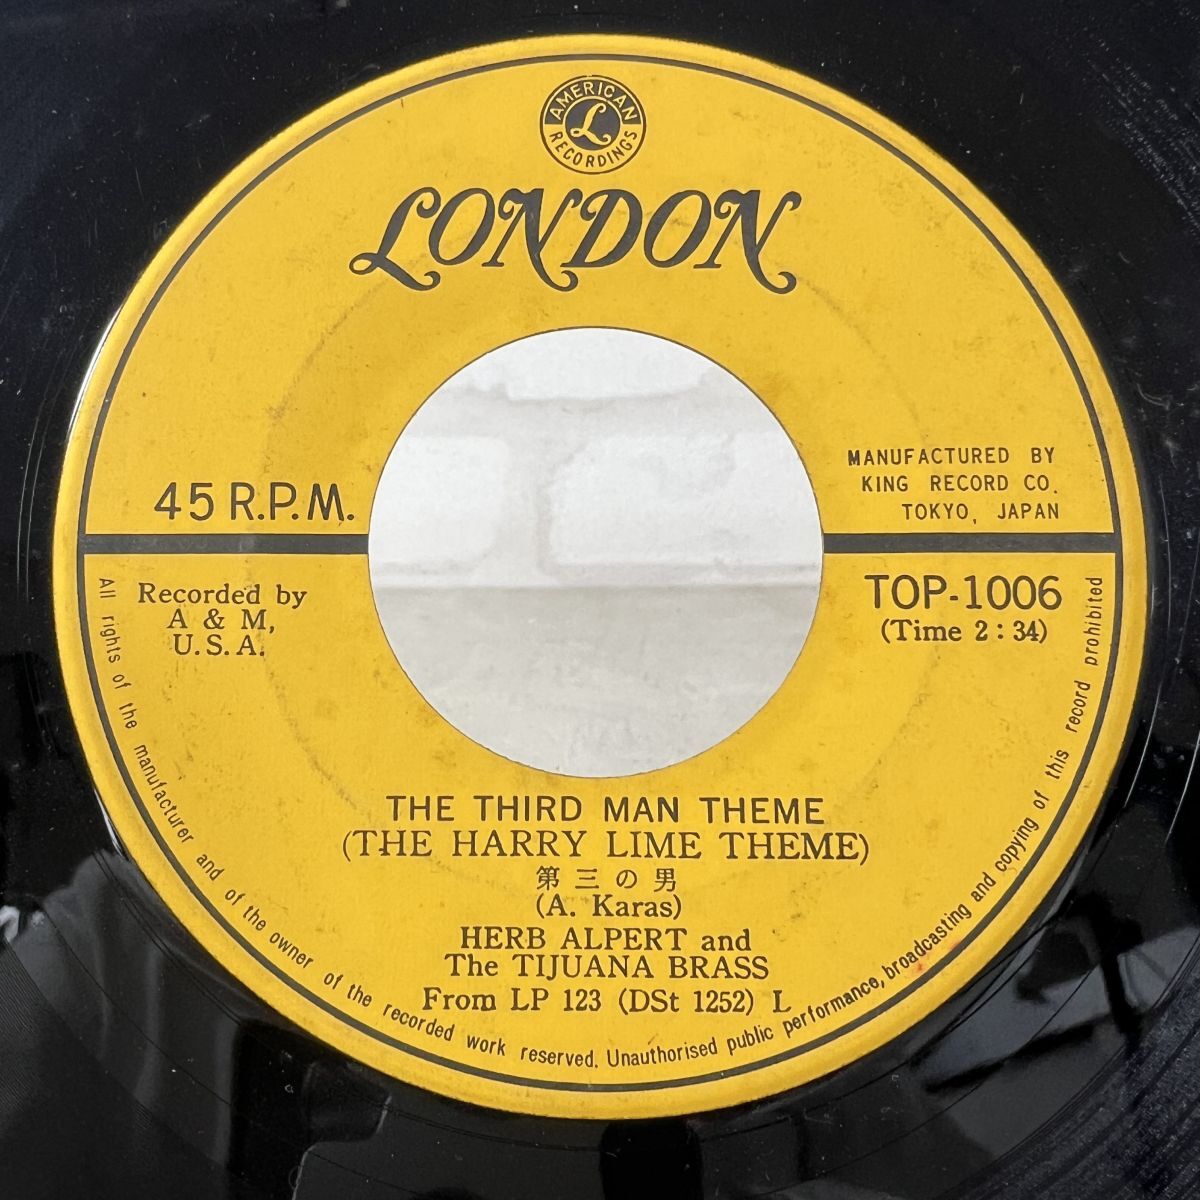 AMERICAN
L
RECORDINGS
LONDON
MANUFACTURED BY
KING RECORD CO.
TOKYO, JAPAN
45 R.P.M.
Recorded by
A & M,
U.S.A.
TOP-1006
(Time 2:34)
THE THIRD MAN THEME
(THE HARRY LIME THEME)
第三の男
(A. Karas)
HERB ALPERT and
The TIJUANA BRASS
From LP 123 (DSt 1252) L
All rights of the manufacturer and of the owner of the recorded work reserved. Unauthorised public performance, broadcasting and copying of this record prohibited